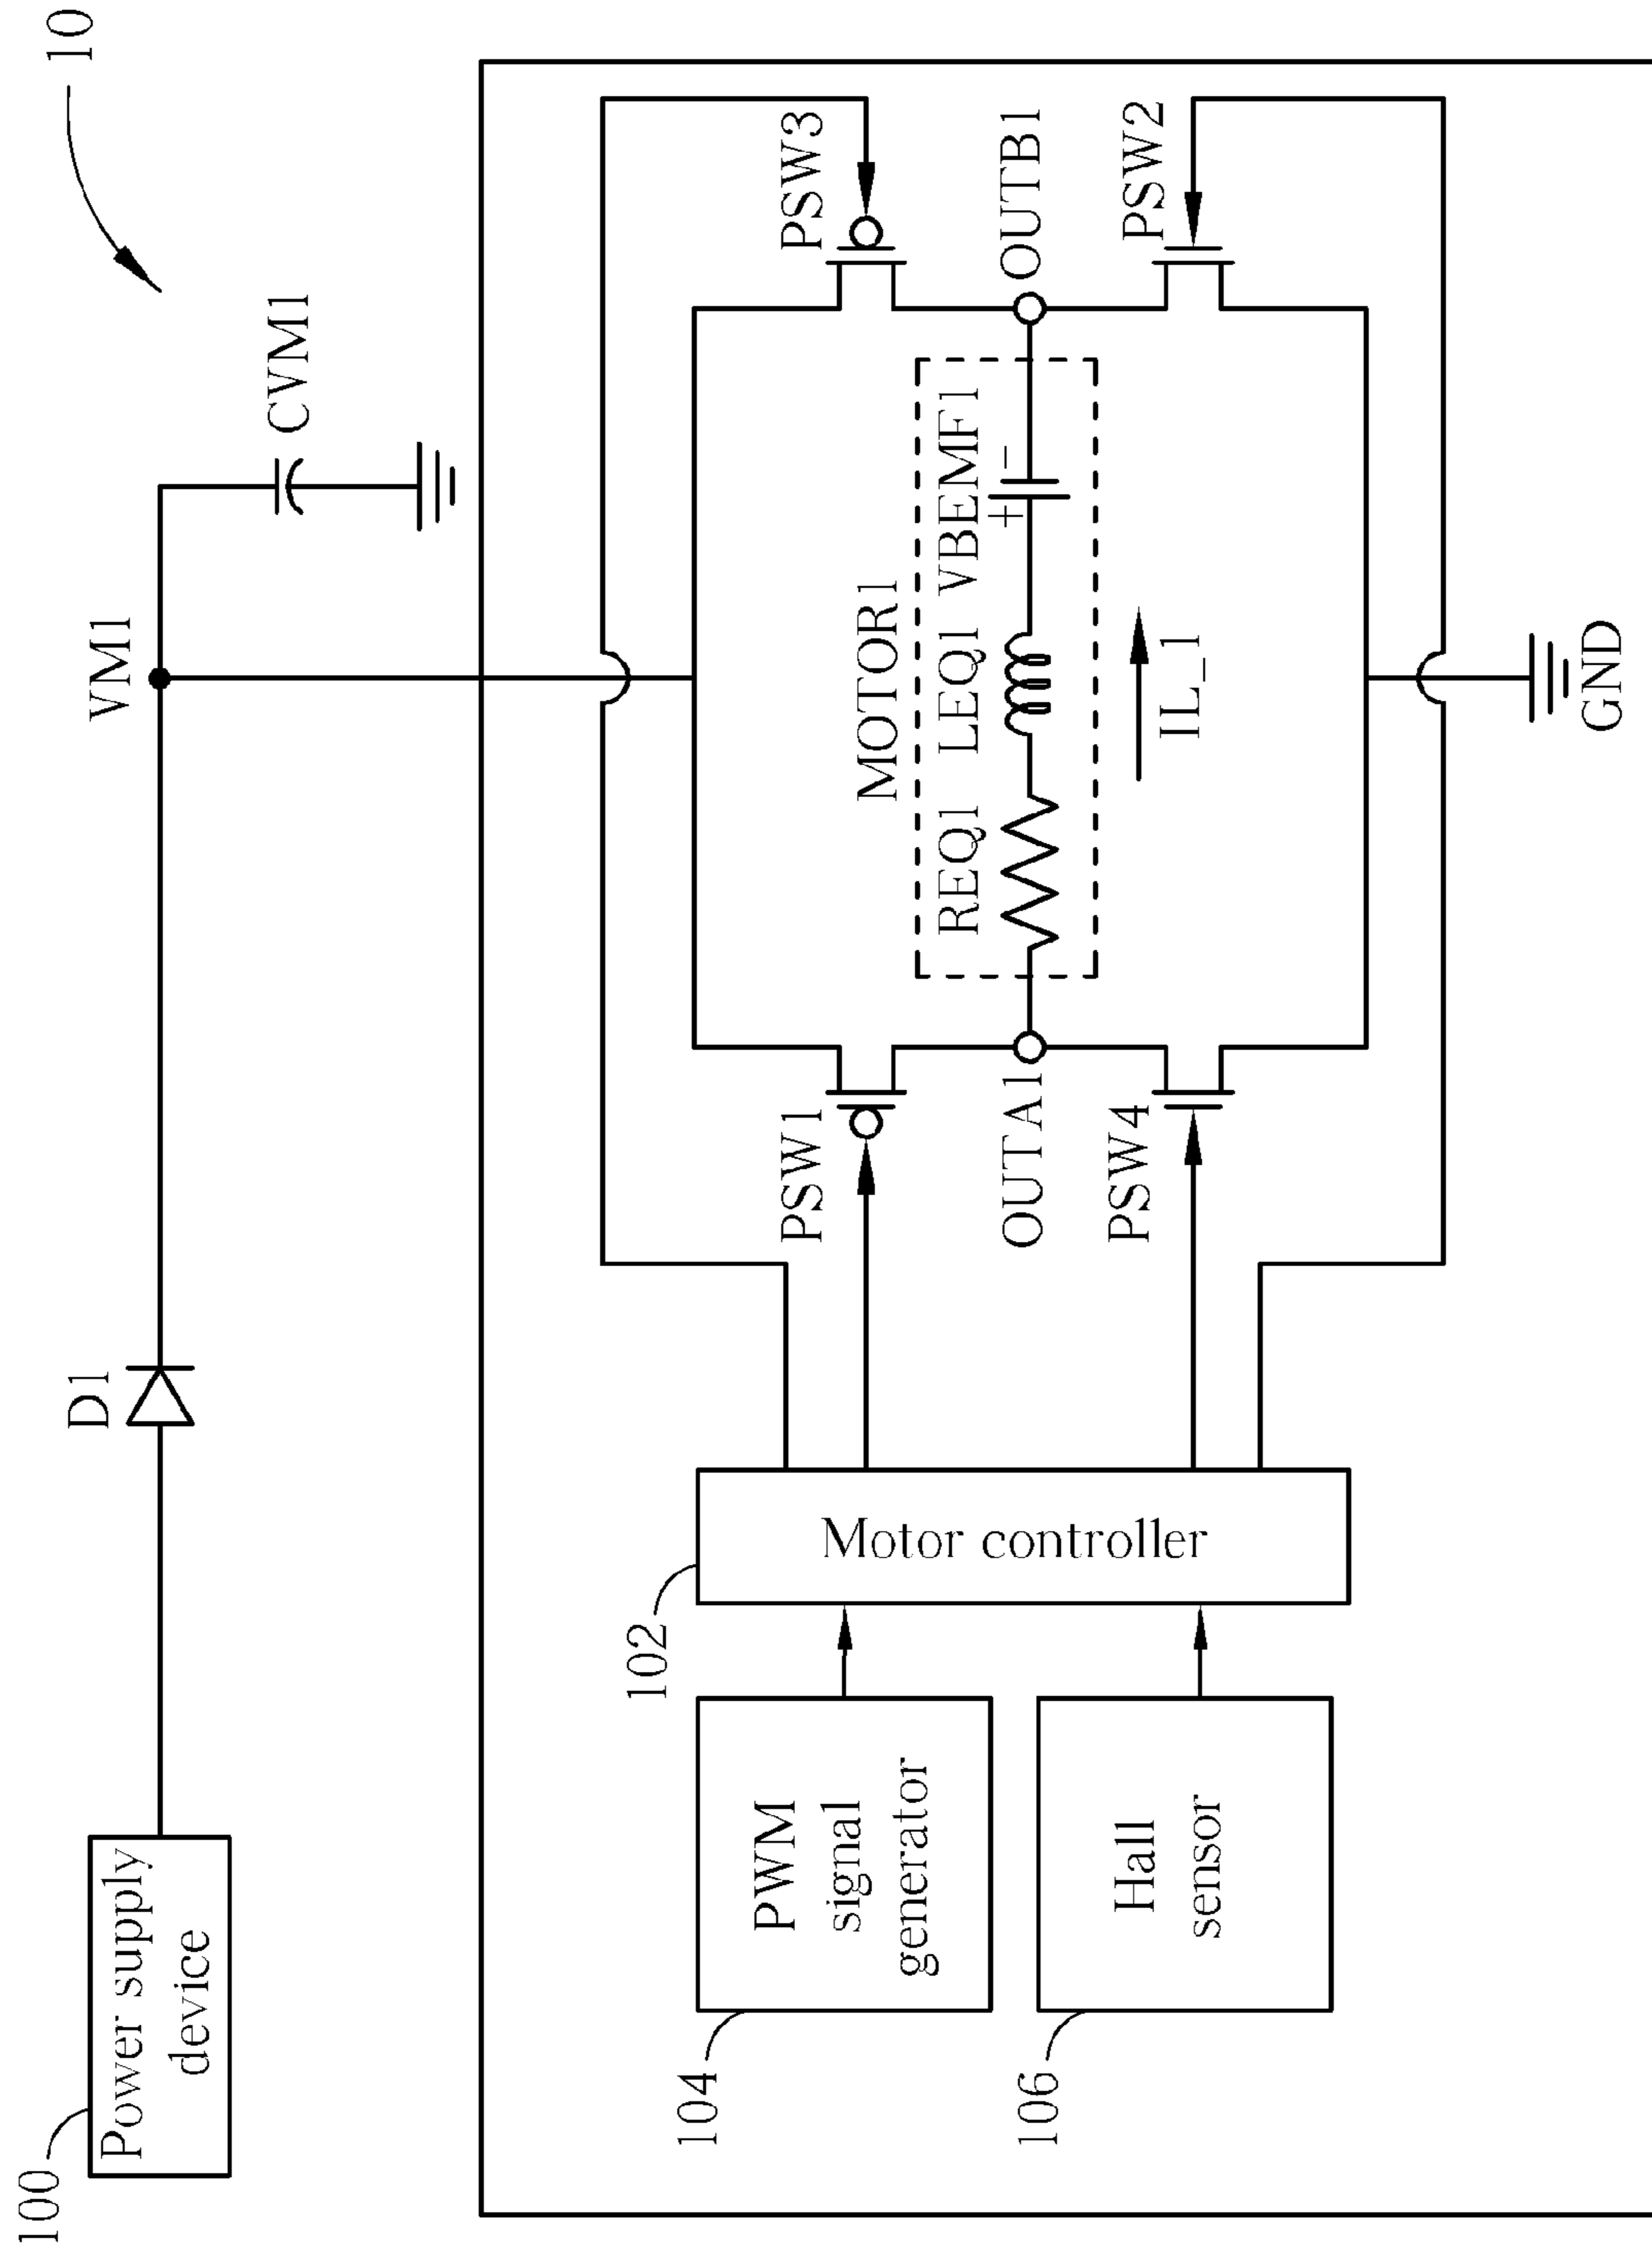 10
100
Power supply
device
D1
VM1
CVM1
PSW1
PSW3
MOTOR1
REQ1
LEQ1
VBEMF1
+
-
OUTA1
OUTB1
IL_1
PSW4
PSW2
GND
102
Motor controller
104
PWM
signal
generator
106
Hall
sensor